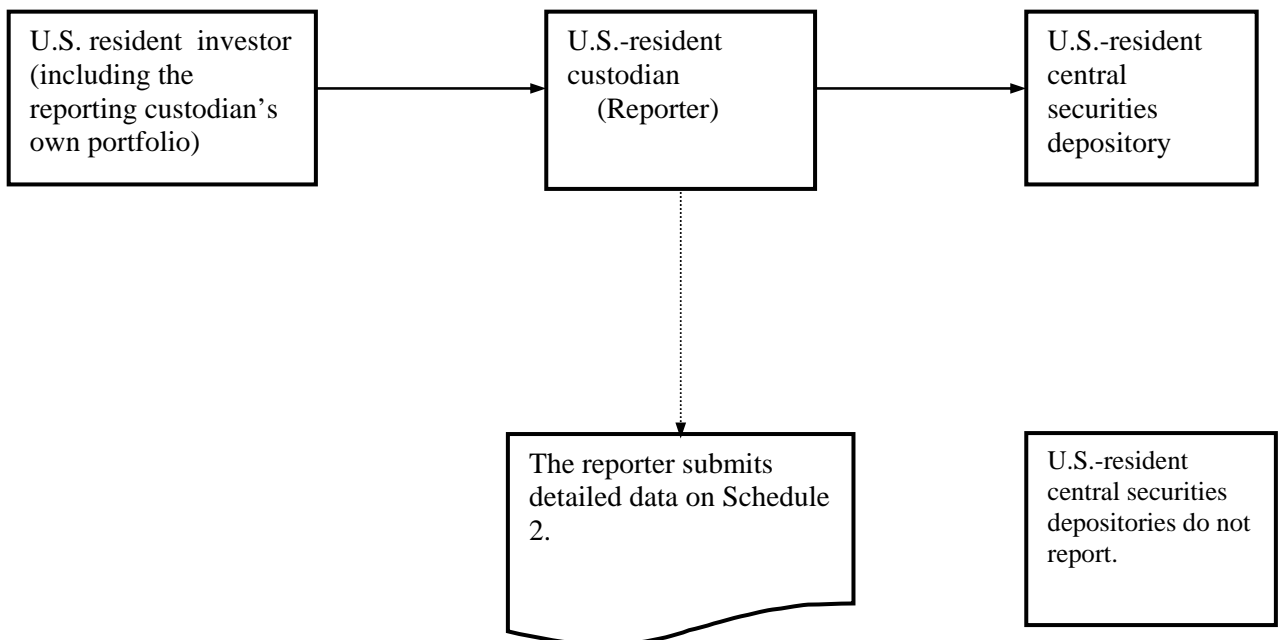 U.S. resident  investor
(including the
reporting custodian’s
own portfolio)
U.S.-resident
custodian
(Reporter)
U.S.-resident
central
securities
depository
The reporter submits
detailed data on Schedule
2.
U.S.-resident
central securities
depositories do not
report.